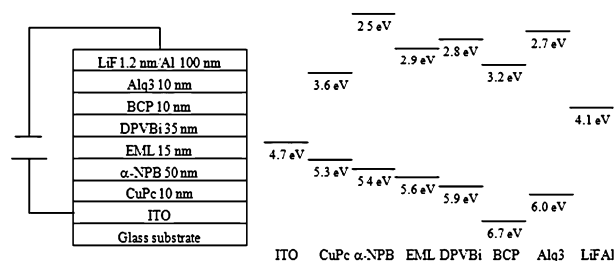 LiF 1.2 nm/Al 100 nm
Alq3 10 nm
BCP 10 nm
DPVBi 35 nm
EML 15 nm
α-NPB 50 nm
CuPc 10 nm
ITO
Glass substrate
2.5 eV
2.9 eV
2.8 eV
2.7 eV
3.6 eV
3.2 eV
4.1 eV
4.7 eV
5.3 eV
5.4 eV
5.6 eV
5.9 eV
6.7 eV
6.0 eV
ITO CuPc α-NPB EML DPVBi BCP Alq3 LiFAl